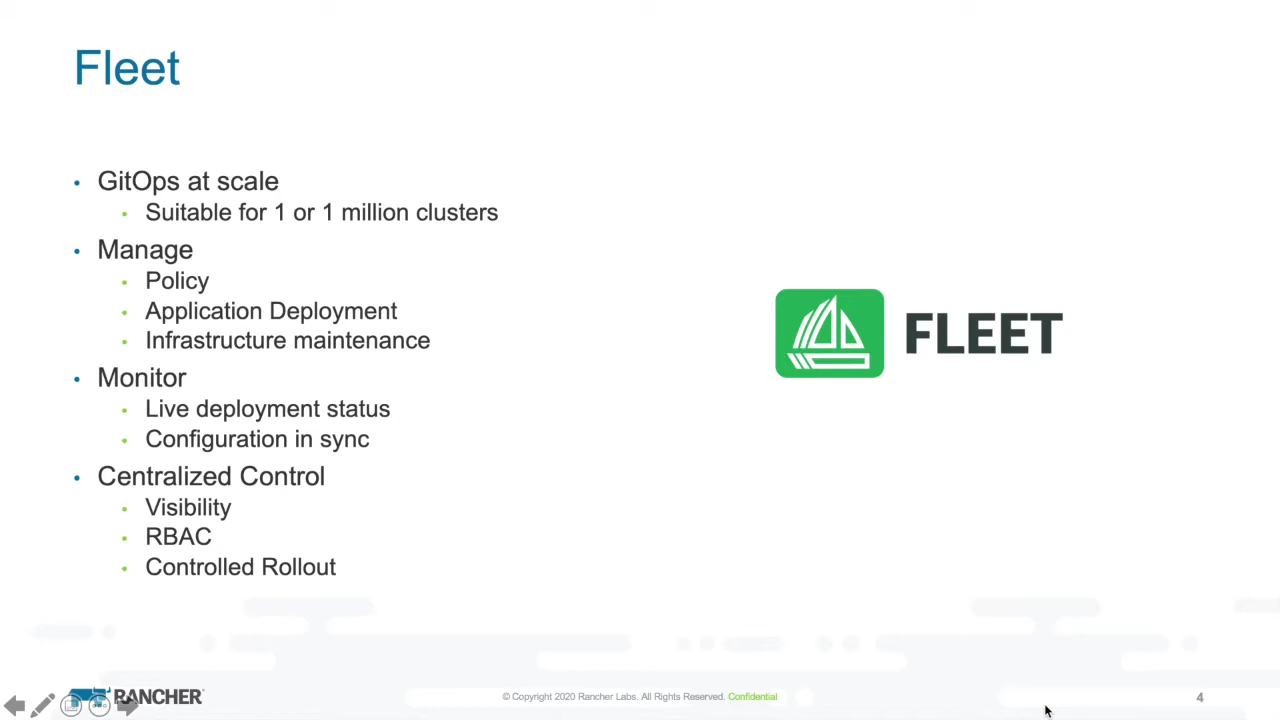 Fleet
• GitOps at scale
• Suitable for 1 or 1 million clusters
• Manage
• Policy
• Application Deployment
• Infrastructure maintenance
• Monitor
• Live deployment status
• Configuration in sync
• Centralized Control
• Visibility
• RBAC
• Controlled Rollout
FLEET
RANCHER
© Copyright 2020 Rancher Labs. All Rights Reserved. Confidential
4